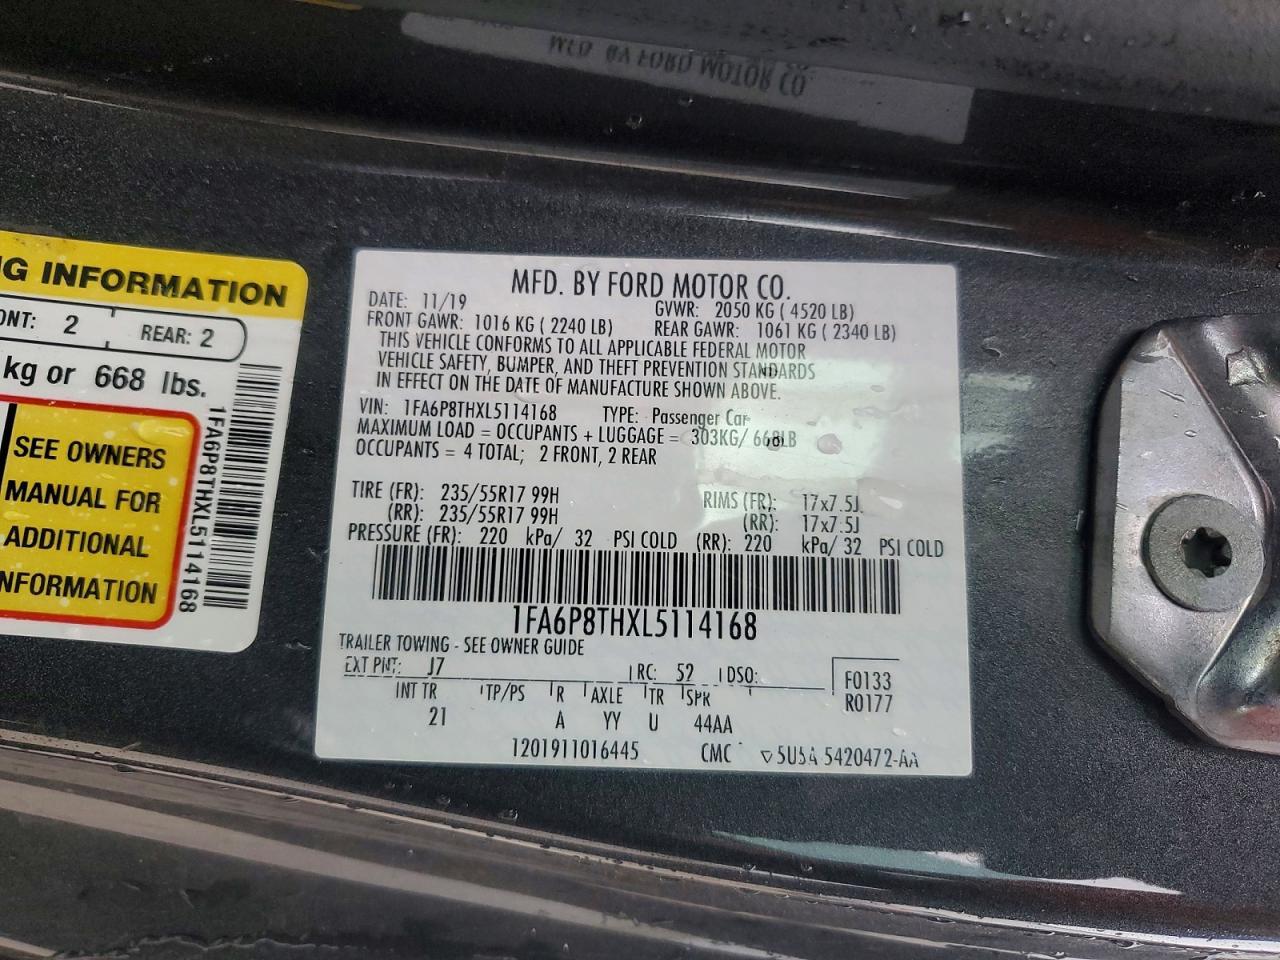 MFD. BY FORD MOTOR CO.
NG INFORMATION
ONT: 2 REAR: 2
kg or 668 lbs.
SEE OWNERS
MANUAL FOR
ADDITIONAL
INFORMATION
1FA6P8THXL5114168
MFD. BY FORD MOTOR CO.
DATE: 11/19 GVWR: 2050 KG ( 4520 LB)
FRONT GAWR: 1016 KG ( 2240 LB) REAR GAWR: 1061 KG ( 2340 LB)
THIS VEHICLE CONFORMS TO ALL APPLICABLE FEDERAL MOTOR
VEHICLE SAFETY, BUMPER, AND THEFT PREVENTION STANDARDS
IN EFFECT ON THE DATE OF MANUFACTURE SHOWN ABOVE.
VIN: 1FA6P8THXL5114168 TYPE: Passenger Car
MAXIMUM LOAD = OCCUPANTS + LUGGAGE = 303KG/ 668LB
OCCUPANTS = 4 TOTAL; 2 FRONT, 2 REAR
TIRE (FR): 235/55R17 99H RIMS (FR): 17x7.5J
(RR): 235/55R17 99H (RR): 17x7.5J
PRESSURE (FR): 220 kPa/ 32 PSI COLD (RR): 220 kPa/ 32 PSI COLD
1FA6P8THXL5114168
TRAILER TOWING - SEE OWNER GUIDE
EXT PNT: J7 RC: 52 DSO: F0133
R0177
INT TR TP/PS R AXLE TR SPR
21 A YY U 44AA
1201911016445 CMC ▽5U5A 5420472-AA